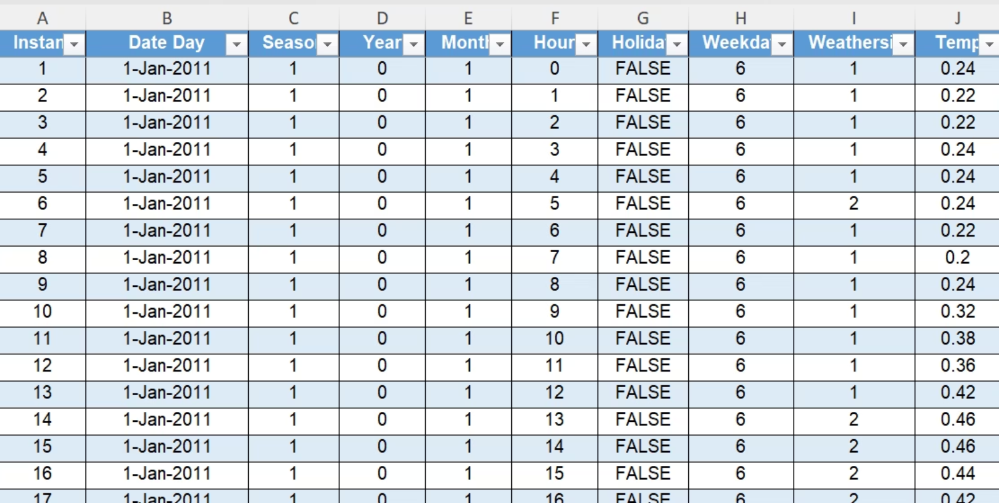 A B C D E F G H I J
Instan Date Day Seaso Year Month Hour Holida Weekda Weathersi Temp
1 1-Jan-2011 1 0 1 0 FALSE 6 1 0.24
2 1-Jan-2011 1 0 1 1 FALSE 6 1 0.22
3 1-Jan-2011 1 0 1 2 FALSE 6 1 0.22
4 1-Jan-2011 1 0 1 3 FALSE 6 1 0.24
5 1-Jan-2011 1 0 1 4 FALSE 6 1 0.24
6 1-Jan-2011 1 0 1 5 FALSE 6 2 0.24
7 1-Jan-2011 1 0 1 6 FALSE 6 1 0.22
8 1-Jan-2011 1 0 1 7 FALSE 6 1 0.2
9 1-Jan-2011 1 0 1 8 FALSE 6 1 0.24
10 1-Jan-2011 1 0 1 9 FALSE 6 1 0.32
11 1-Jan-2011 1 0 1 10 FALSE 6 1 0.38
12 1-Jan-2011 1 0 1 11 FALSE 6 1 0.36
13 1-Jan-2011 1 0 1 12 FALSE 6 1 0.42
14 1-Jan-2011 1 0 1 13 FALSE 6 2 0.46
15 1-Jan-2011 1 0 1 14 FALSE 6 2 0.46
16 1-Jan-2011 1 0 1 15 FALSE 6 2 0.44
17 1-Jan-2011 1 0 1 16 FALSE 6 2 0.42